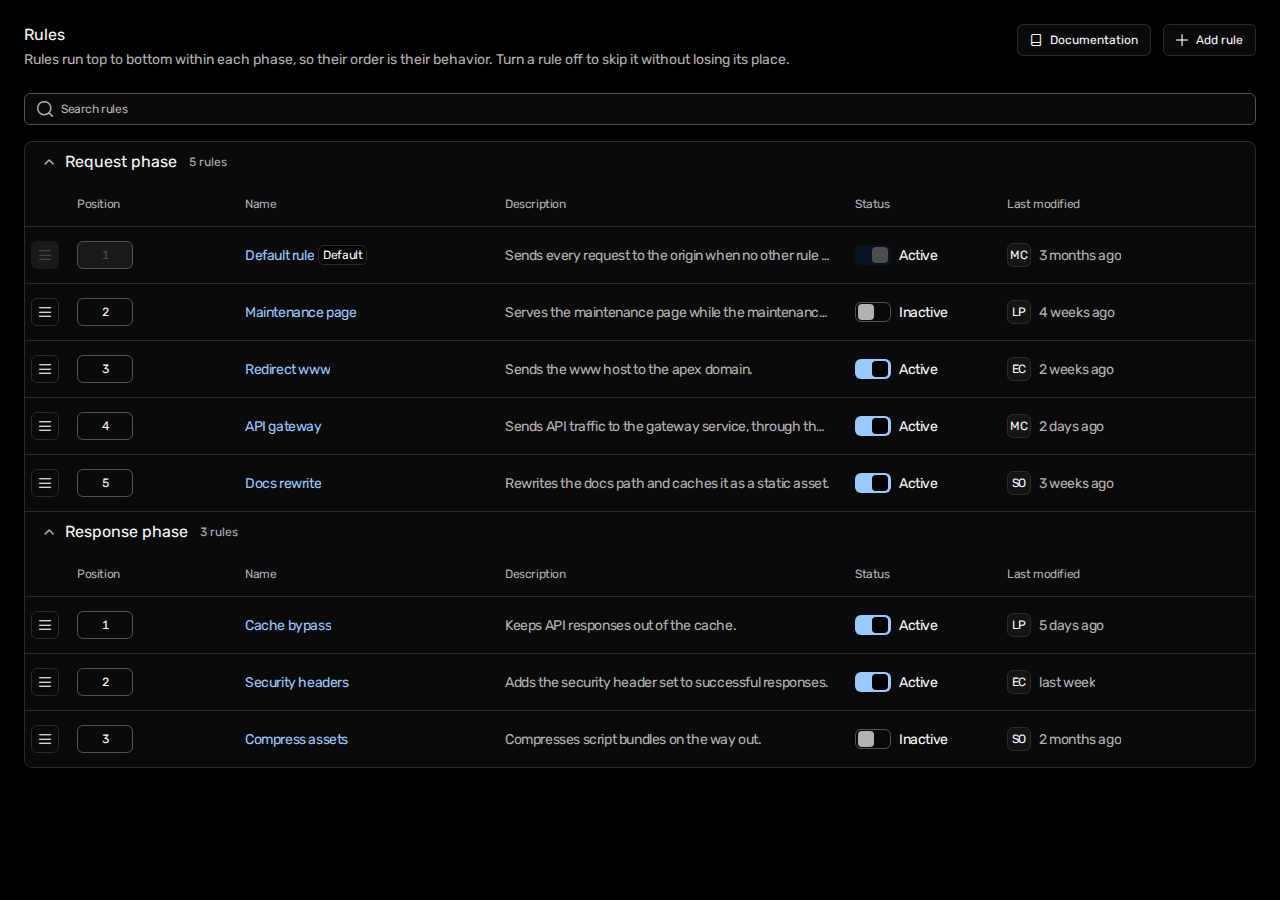 Rules
Rules run top to bottom within each phase, so their order is their behavior. Turn a rule off to skip it without losing its place.
Documentation
Add rule
Search rules
Request phase 5 rules
Position Name Description Status Last modified
1 Default rule Default Sends every request to the origin when no other rule ... Active MC 3 months ago
2 Maintenance page Serves the maintenance page while the maintenanc... Inactive LP 4 weeks ago
3 Redirect www Sends the www host to the apex domain. Active EC 2 weeks ago
4 API gateway Sends API traffic to the gateway service, through th... Active MC 2 days ago
5 Docs rewrite Rewrites the docs path and caches it as a static asset. Active SO 3 weeks ago
Response phase 3 rules
Position Name Description Status Last modified
1 Cache bypass Keeps API responses out of the cache. Active LP 5 days ago
2 Security headers Adds the security header set to successful responses. Active EC last week
3 Compress assets Compresses script bundles on the way out. Inactive SO 2 months ago